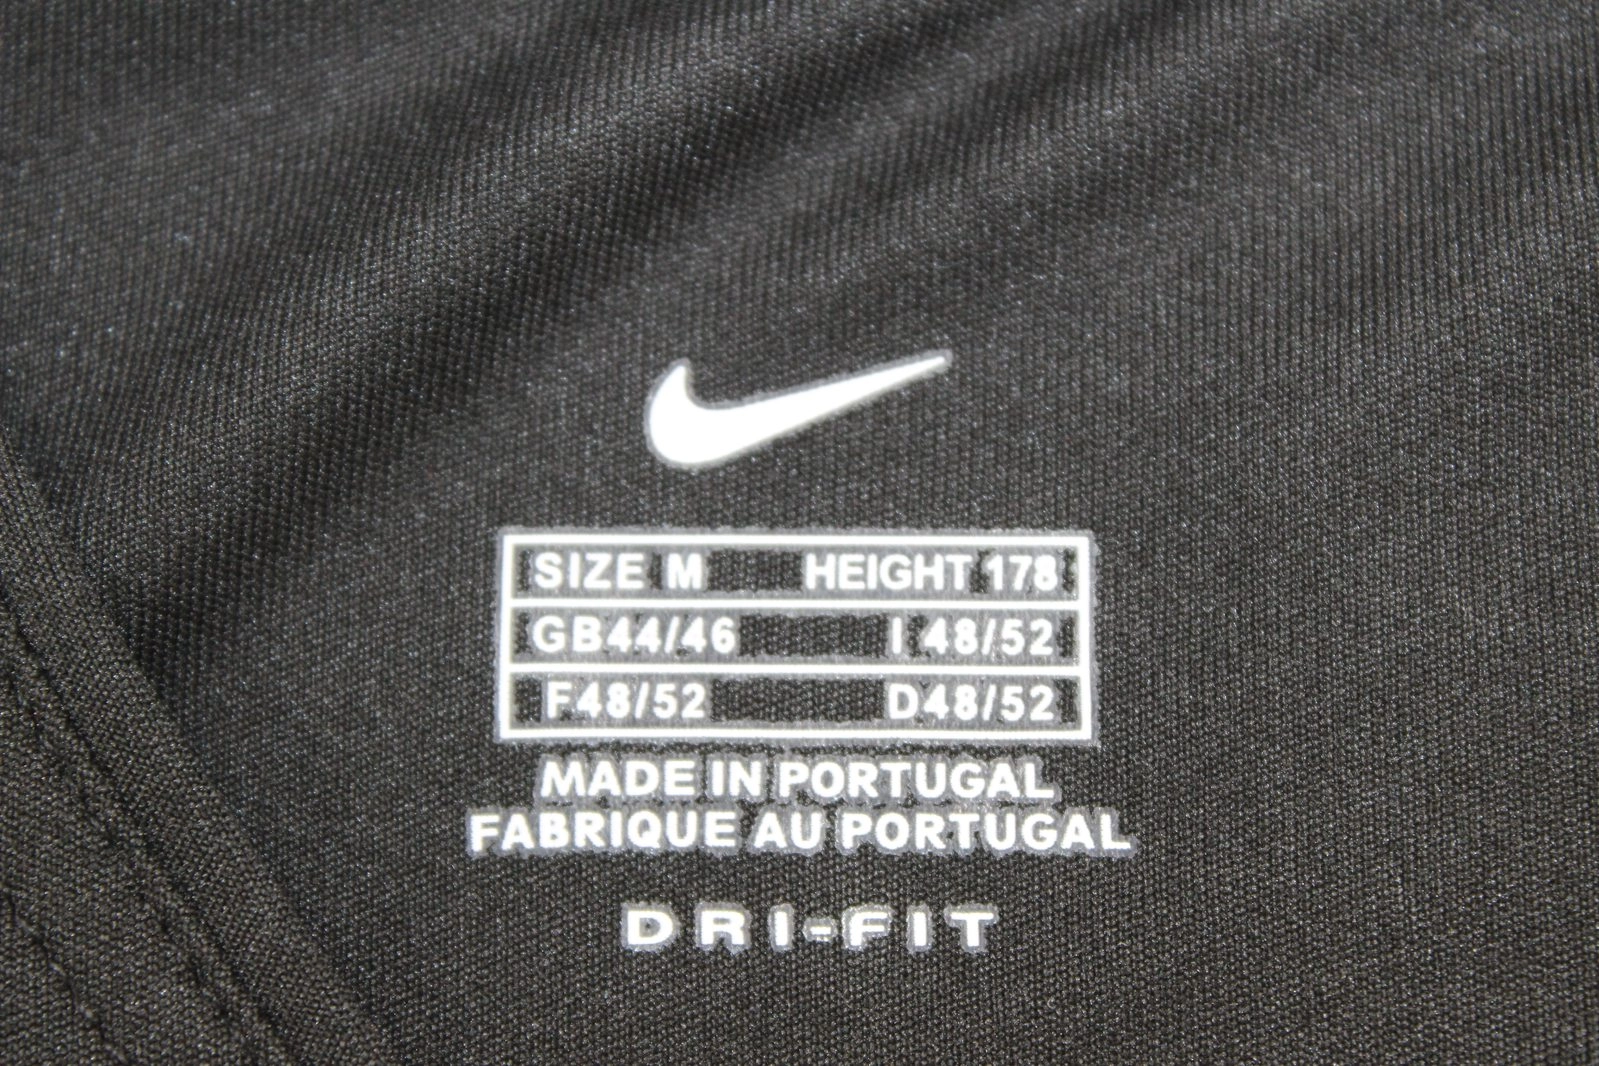 SIZE M HEIGHT 178
GB44/46 I 48/52
F48/52 D48/52
MADE IN PORTUGAL
FABRIQUE AU PORTUGAL
DRI-FIT